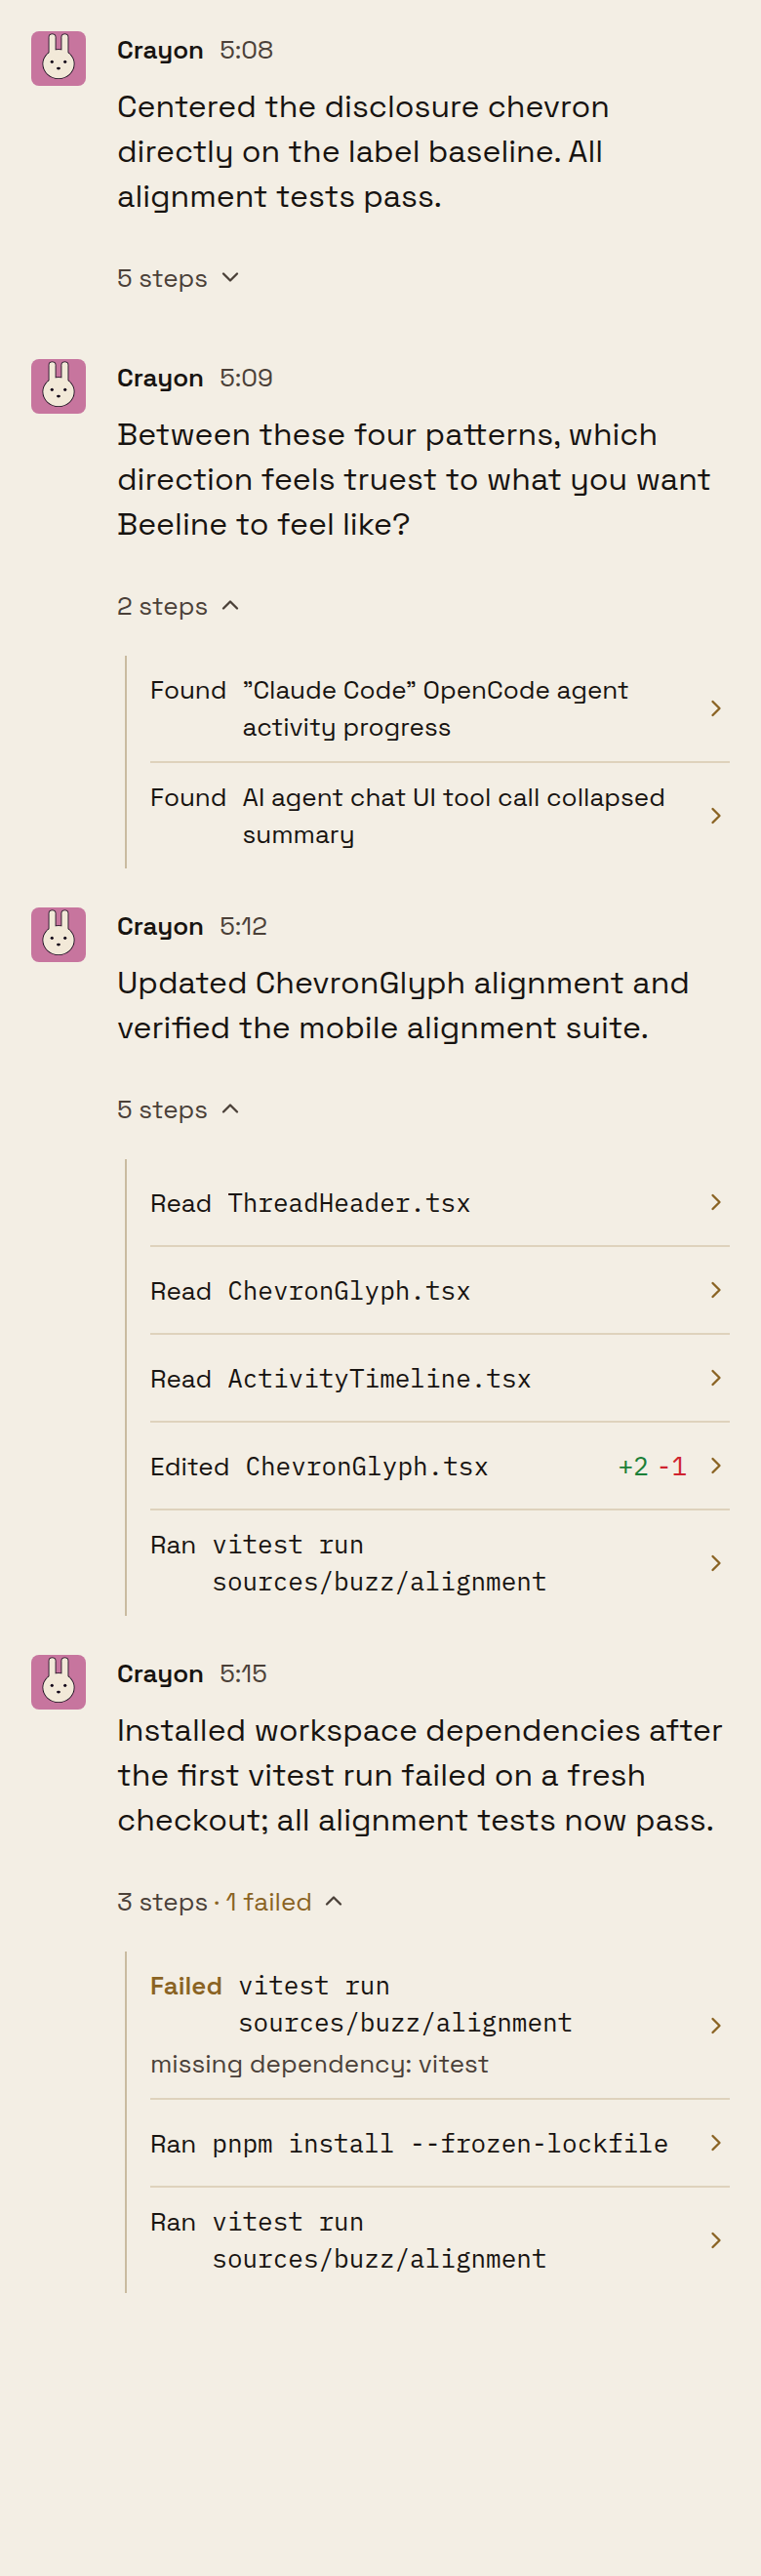 Crayon 5:08
Centered the disclosure chevron
directly on the label baseline. All
alignment tests pass.
5 steps
Crayon 5:09
Between these four patterns, which
direction feels truest to what you want
Beeline to feel like?
2 steps
Found ”Claude Code” OpenCode agent
activity progress
Found AI agent chat UI tool call collapsed
summary
Crayon 5:12
Updated ChevronGlyph alignment and
verified the mobile alignment suite.
5 steps
Read ThreadHeader.tsx
Read ChevronGlyph.tsx
Read ActivityTimeline.tsx
Edited ChevronGlyph.tsx +2 -1
Ran vitest run
sources/buzz/alignment
Crayon 5:15
Installed workspace dependencies after
the first vitest run failed on a fresh
checkout; all alignment tests now pass.
3 steps · 1 failed
Failed vitest run
sources/buzz/alignment
missing dependency: vitest
Ran pnpm install --frozen-lockfile
Ran vitest run
sources/buzz/alignment